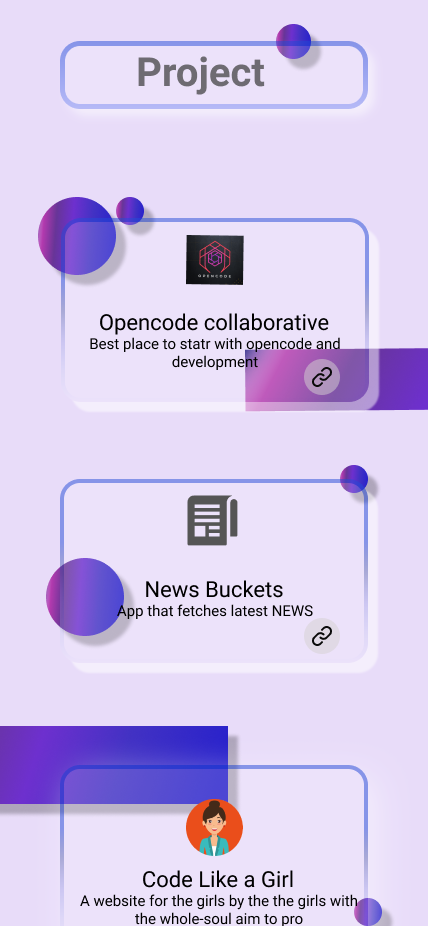 Project
OPENCODE
Opencode collaborative
Best place to statr with opencode and
development
News Buckets
App that fetches latest NEWS
Code Like a Girl
A website for the girls by the the girls with
the whole-soul aim to pro